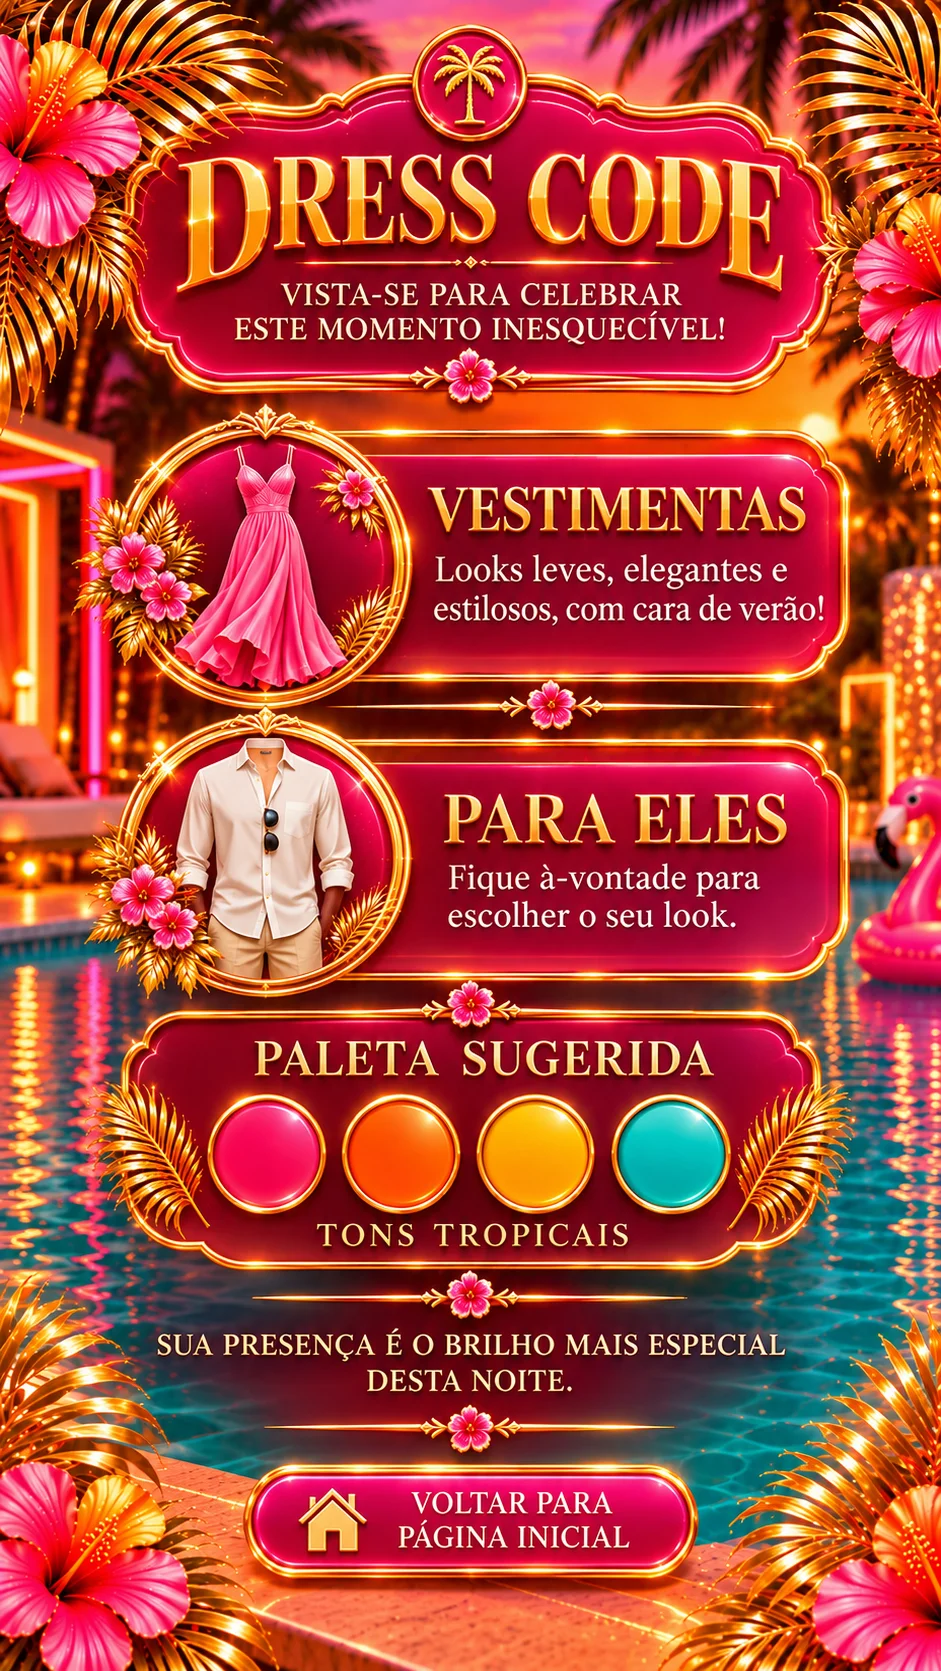 DRESS CODE
VISTA-SE PARA CELEBRAR
ESTE MOMENTO INESQUECÍVEL!
VESTIMENTAS
Looks leves, elegantes e
estilosos, com cara de verão!
PARA ELES
Fique à-vontade para
escolher o seu look.
PALETA SUGERIDA
TONS TROPICAIS
SUA PRESENÇA É O BRILHO MAIS ESPECIAL
DESTA NOITE.
VOLTAR PARA
PÁGINA INICIAL